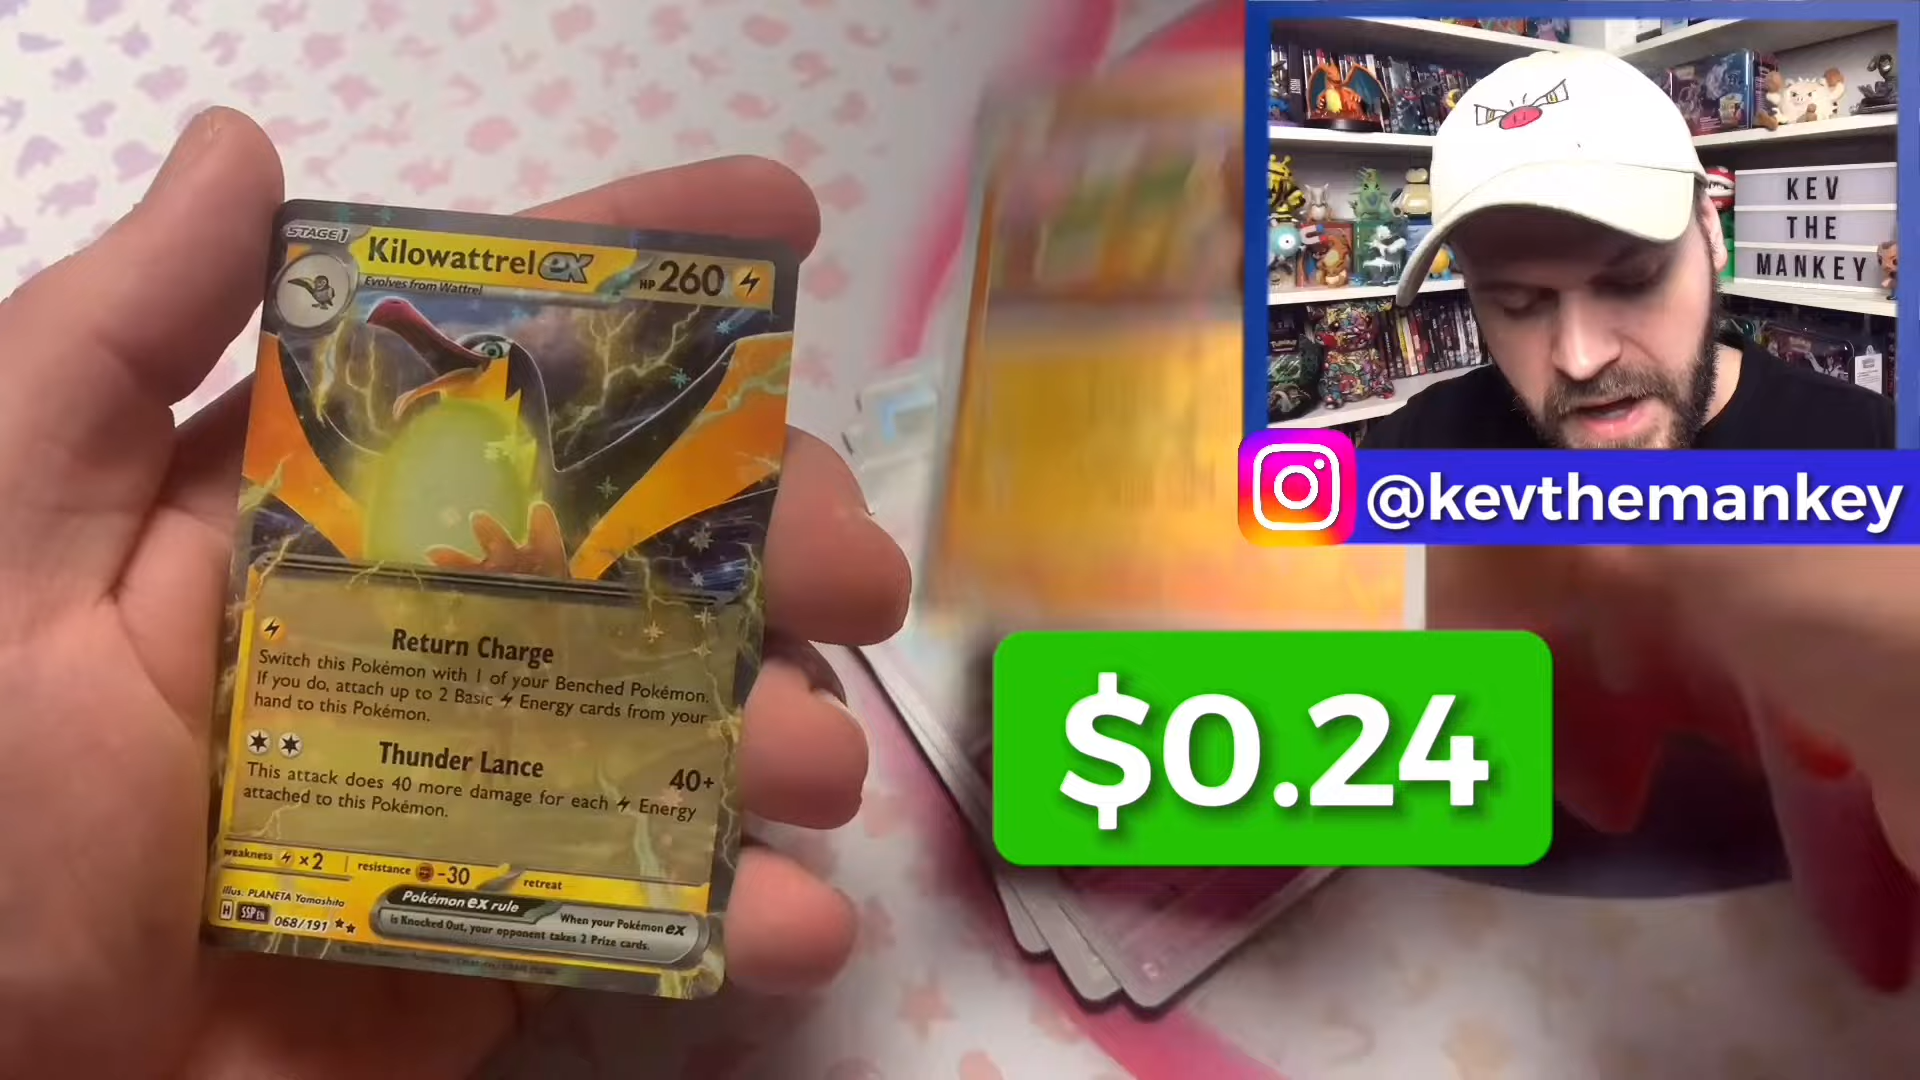 STAGE 1
Kilowattrel ex
HP 260
Evolves from Wattrel
Return Charge
Switch this Pokémon with 1 of your Benched Pokémon.
If you do, attach up to 2 Basic Energy cards from your
hand to this Pokémon.
Thunder Lance 40+
This attack does 40 more damage for each Energy
attached to this Pokémon.
weakness ×2 resistance -30 retreat
Illus. PLANETA Yamashita
H SSP EN 068/191
Pokémon ex rule
When your Pokémon ex
is Knocked Out, your opponent takes 2 Prize cards.
KEV
THE
MANKEY
@kevthemankey
$0.24